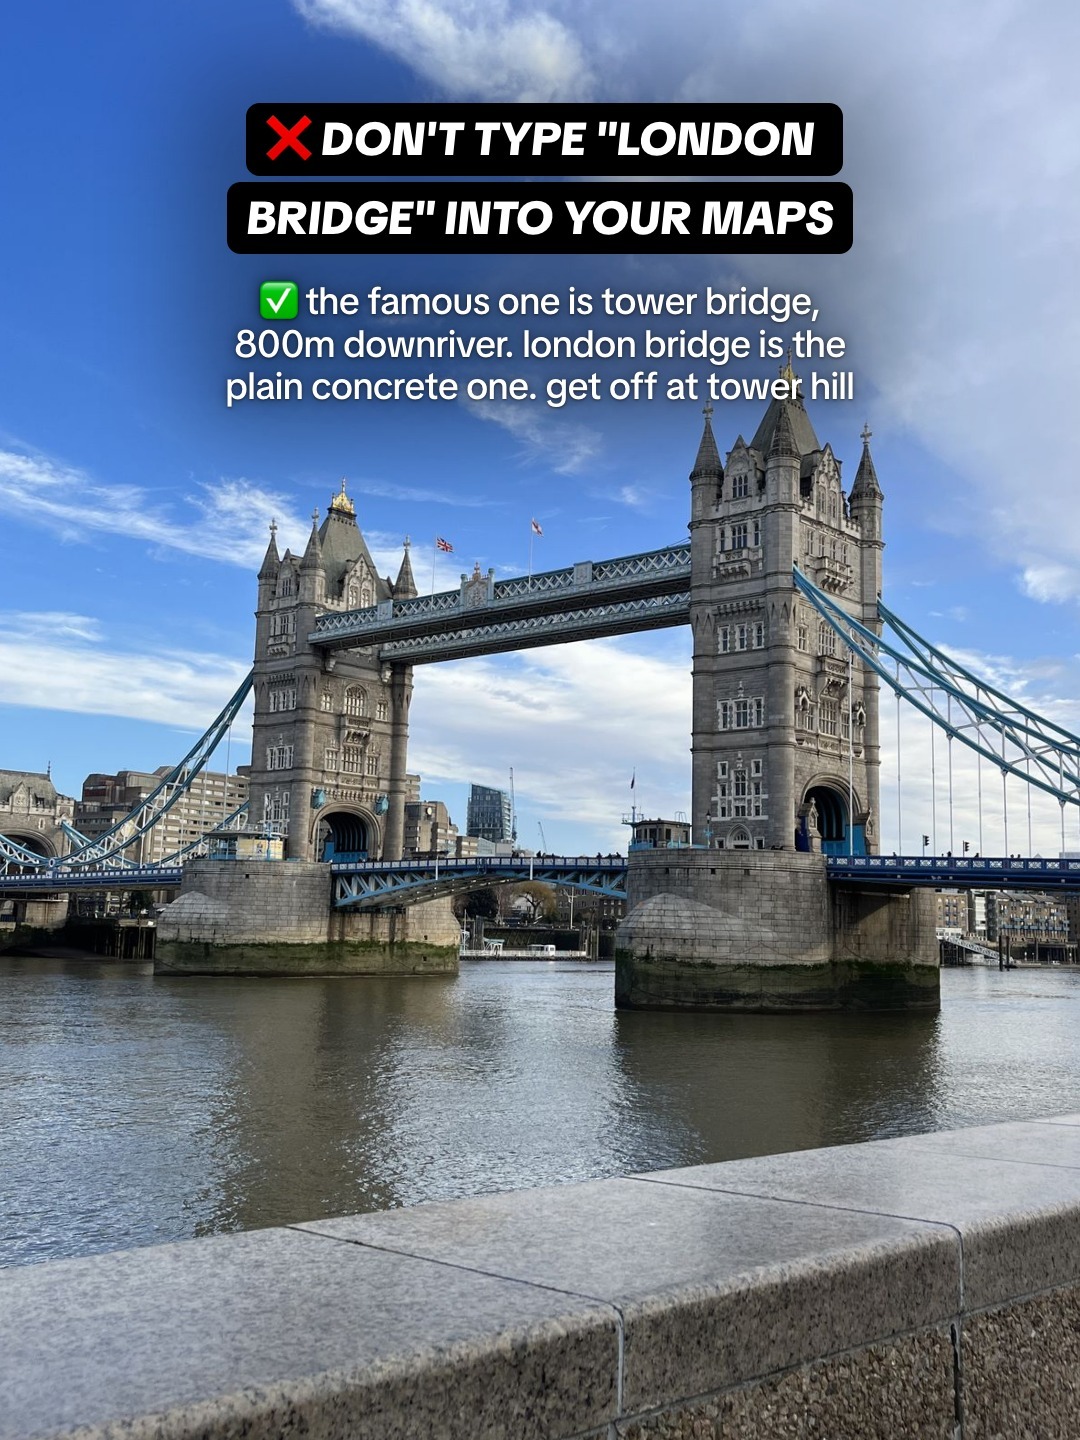 ❌ DON'T TYPE "LONDON
BRIDGE" INTO YOUR MAPS
✅ the famous one is tower bridge,
800m downriver. london bridge is the
plain concrete one. get off at tower hill